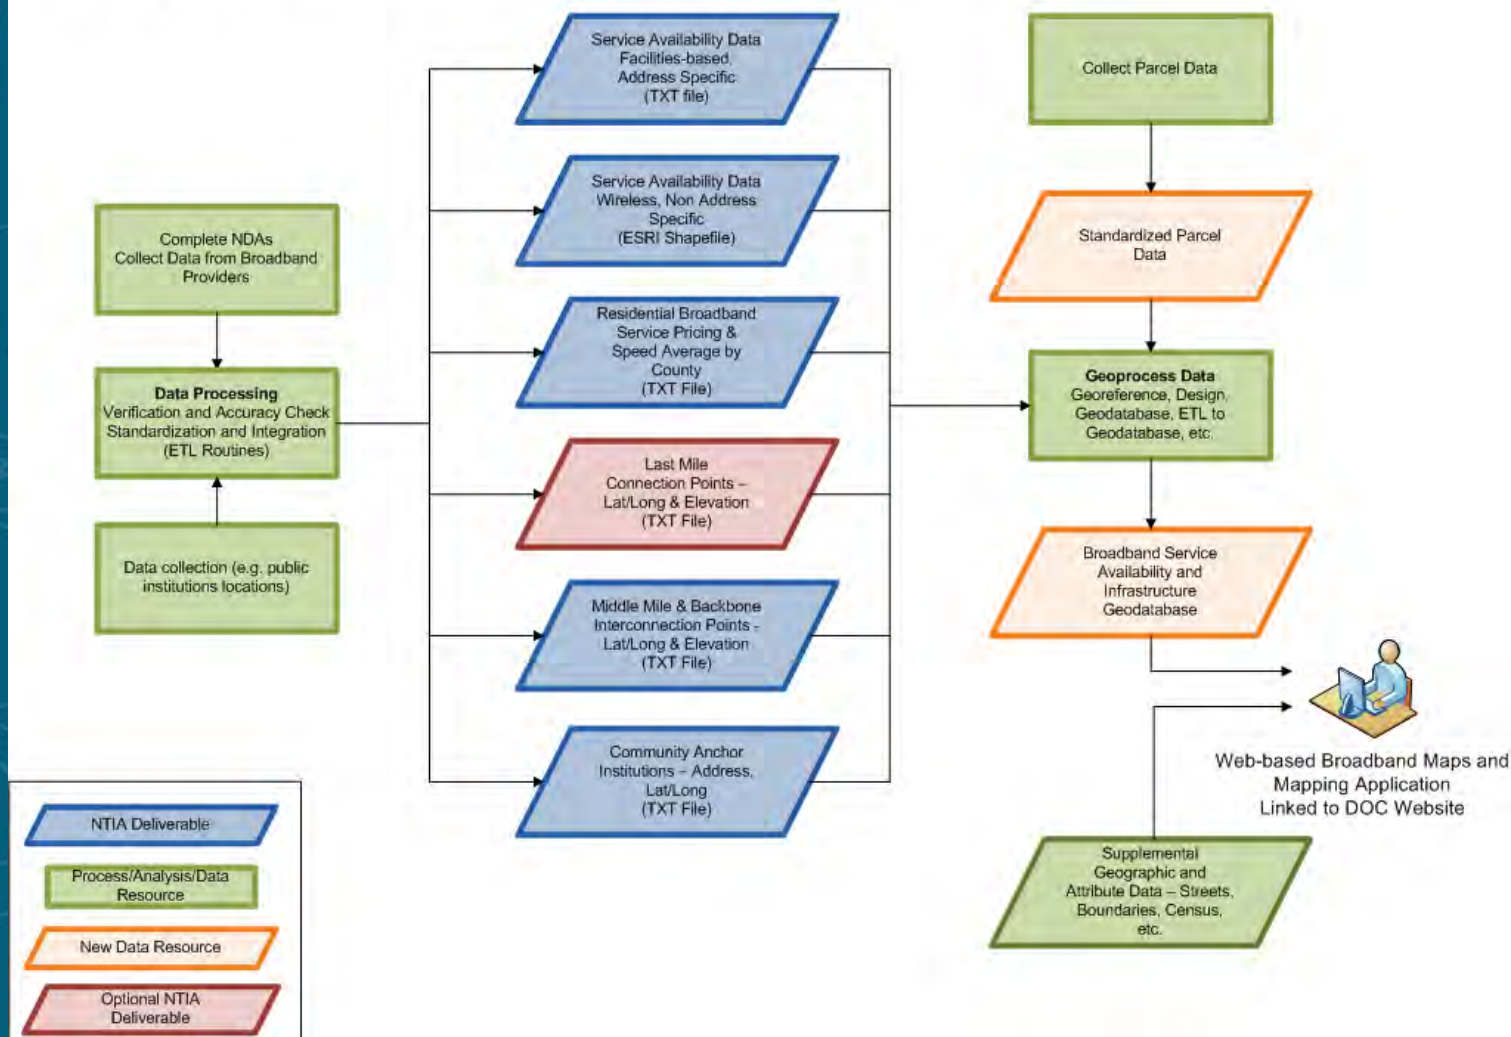 Complete NDAs
Collect Data from Broadband
Providers
Data Processing
Verification and Accuracy Check
Standardization and Integration
(ETL Routines)
Data collection (e.g. public
institutions locations)
Service Availability Data
Facilities-based,
Address Specific
(TXT file)
Service Availability Data
Wireless, Non Address
Specific
(ESRI Shapefile)
Residential Broadband
Service Pricing &
Speed Average by
County
(TXT File)
Last Mile
Connection Points –
Lat/Long & Elevation
(TXT File)
Middle Mile & Backbone
Interconnection Points -
Lat/Long & Elevation
(TXT File)
Community Anchor
Institutions – Address,
Lat/Long
(TXT File)
Collect Parcel Data
Standardized Parcel
Data
Geoprocess Data
Georeference, Design,
Geodatabase, ETL to
Geodatabase, etc.
Broadband Service
Availability and
Infrastructure
Geodatabase
Web-based Broadband Maps and
Mapping Application
Linked to DOC Website
Supplemental
Geographic and
Attribute Data – Streets,
Boundaries, Census,
etc.
NTIA Deliverable
Process/Analysis/Data
Resource
New Data Resource
Optional NTIA
Deliverable